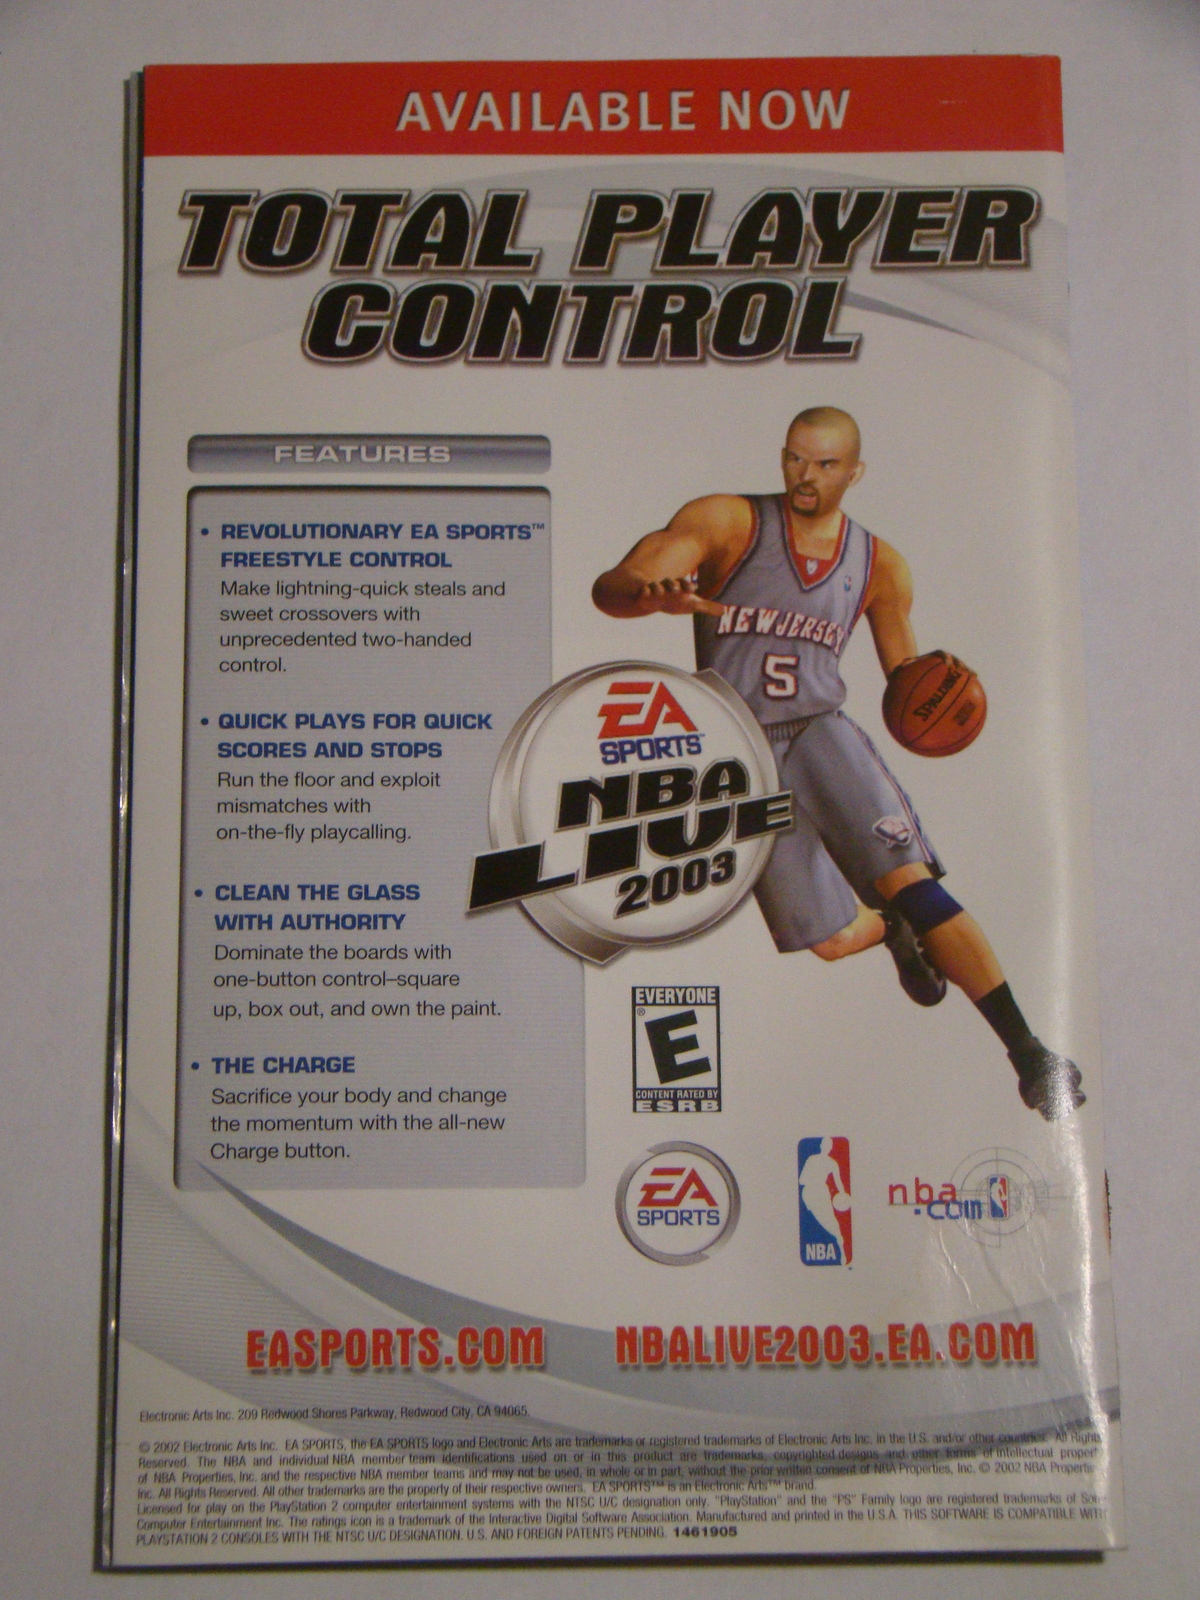 AVAILABLE NOW
TOTAL PLAYER
CONTROL
FEATURES
• REVOLUTIONARY EA SPORTS™
FREESTYLE CONTROL
Make lightning-quick steals and
sweet crossovers with
unprecedented two-handed
control.
• QUICK PLAYS FOR QUICK
SCORES AND STOPS
Run the floor and exploit
mismatches with
on-the-fly playcalling.
• CLEAN THE GLASS
WITH AUTHORITY
Dominate the boards with
one-button control–square
up, box out, and own the paint.
• THE CHARGE
Sacrifice your body and change
the momentum with the all-new
Charge button.
NEW JERSEY
5
SPALDING
EA
SPORTS™
NBA
LIVE
2003
EVERYONE
E®
CONTENT RATED BY
ESRB
EA
SPORTS
NBA
nba
.com
EASPORTS.COM
NBALIVE2003.EA.COM
Electronic Arts Inc. 209 Redwood Shores Parkway, Redwood City, CA 94065.
© 2002 Electronic Arts Inc. EA SPORTS, the EA SPORTS logo and Electronic Arts are trademarks or registered trademarks of Electronic Arts Inc. in the U.S. and/or other countries. All Rights
Reserved. The NBA and individual NBA member team identifications used on or in this product are trademarks, copyrighted designs and other forms of intellectual propert
of NBA Properties, Inc. and the respective NBA member teams and may not be used, in whole or in part, without the prior written consent of NBA Properties, Inc. © 2002 NBA Propertie
Inc. All Rights Reserved. All other trademarks are the property of their respective owners. EA SPORTS™ is an Electronic Arts™ brand.
Licensed for play on the PlayStation 2 computer entertainment systems with the NTSC U/C designation only. "PlayStation" and the "PS" Family logo are registered trademarks of Son
Computer Entertainment Inc. The ratings icon is a trademark of the Interactive Digital Software Association. Manufactured and printed in the U.S.A. THIS SOFTWARE IS COMPATIBLE WITH
PLAYSTATION 2 CONSOLES WITH THE NTSC U/C DESIGNATION. U.S. AND FOREIGN PATENTS PENDING. 1461905